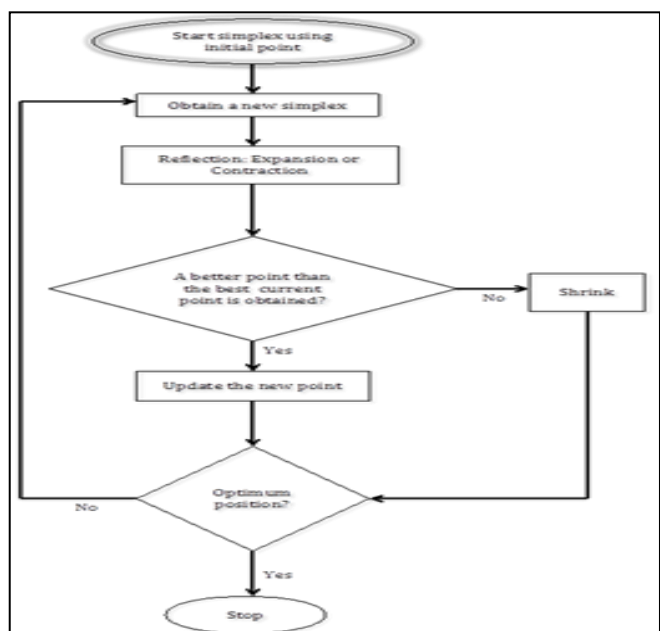 Start simplex using
initial point
Obtain a new simplex
Reflection: Expansion or
Contraction
A better point than
the best current
point is obtained?
No
Shrink
Yes
Update the new point
Optimum
position?
No
Yes
Stop